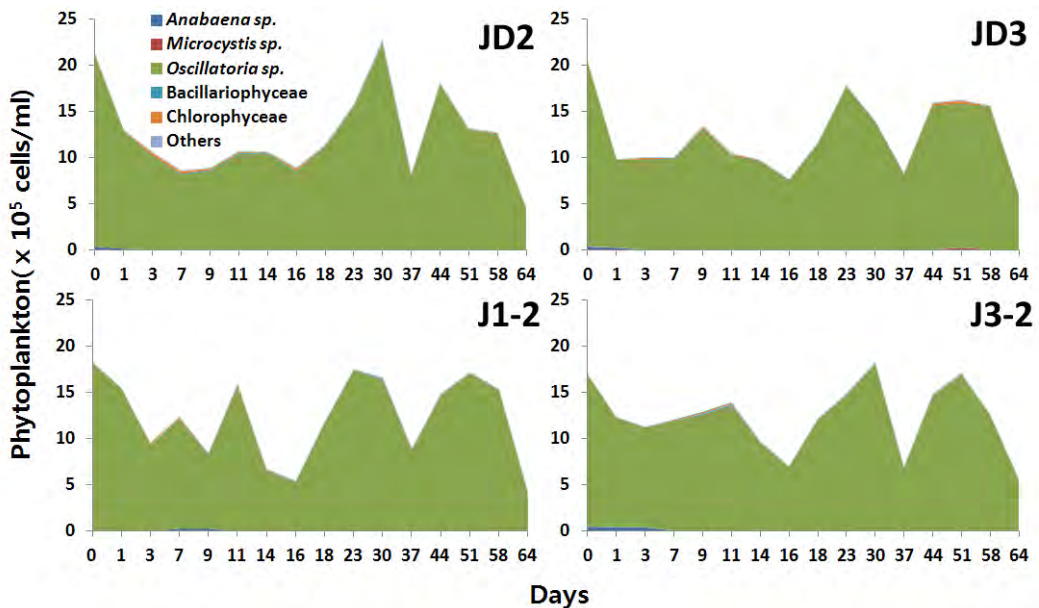 Phytoplankton( x 10⁵ cells/ml)
25
20
15
10
5
0
Anabaena sp.
Microcystis sp.
Oscillatoria sp.
Bacillariophyceae
Chlorophyceae
Others
JD2
0 1 3 7 9 11 14 16 18 23 30 37 44 51 58 64
25
20
15
10
5
0
JD3
0 1 3 7 9 11 14 16 18 23 30 37 44 51 58 64
25
20
15
10
5
0
J1-2
0 1 3 7 9 11 14 16 18 23 30 37 44 51 58 64
25
20
15
10
5
0
J3-2
0 1 3 7 9 11 14 16 18 23 30 37 44 51 58 64
Days